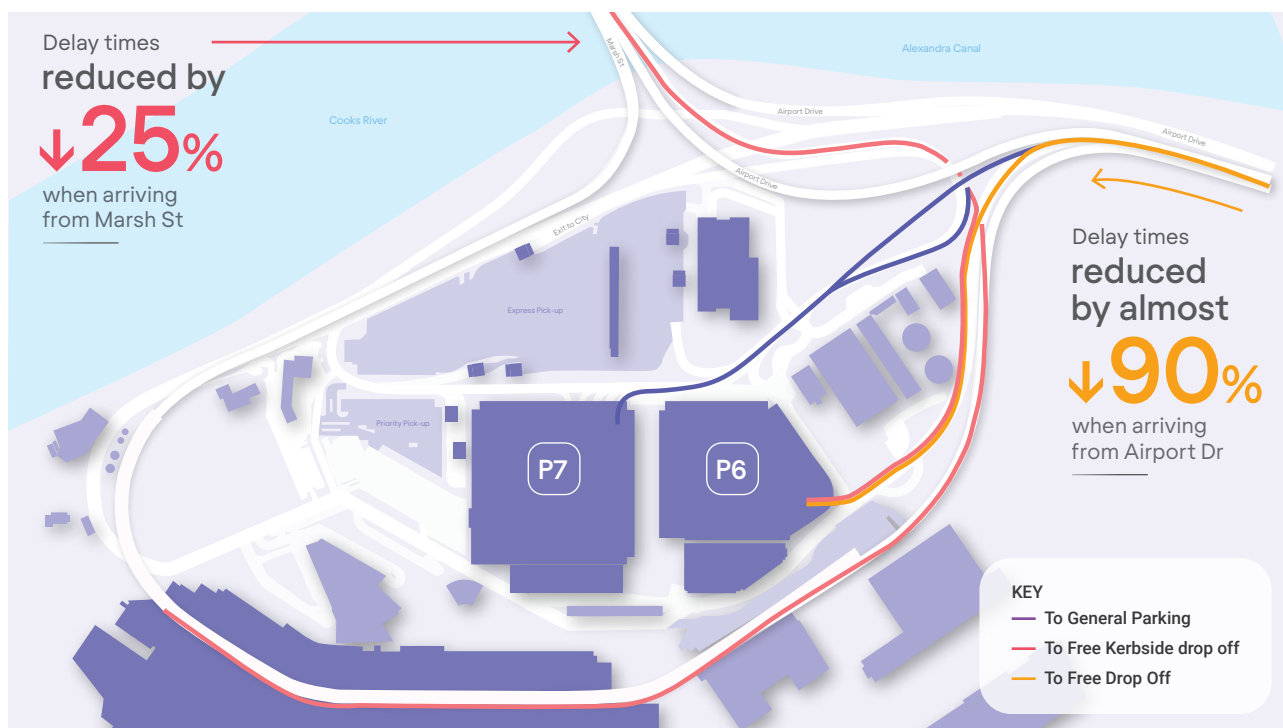 Delay times
reduced by
↓25%
when arriving
from Marsh St
Marsh St
Cooks River
Alexandra Canal
Airport Drive
Airport Drive
Airport Drive
Exit to City
Express Pick-up
Priority Pick-up
P7
P6
Delay times
reduced
by almost
↓90%
when arriving
from Airport Dr
KEY
To General Parking
To Free Kerbside drop off
To Free Drop Off